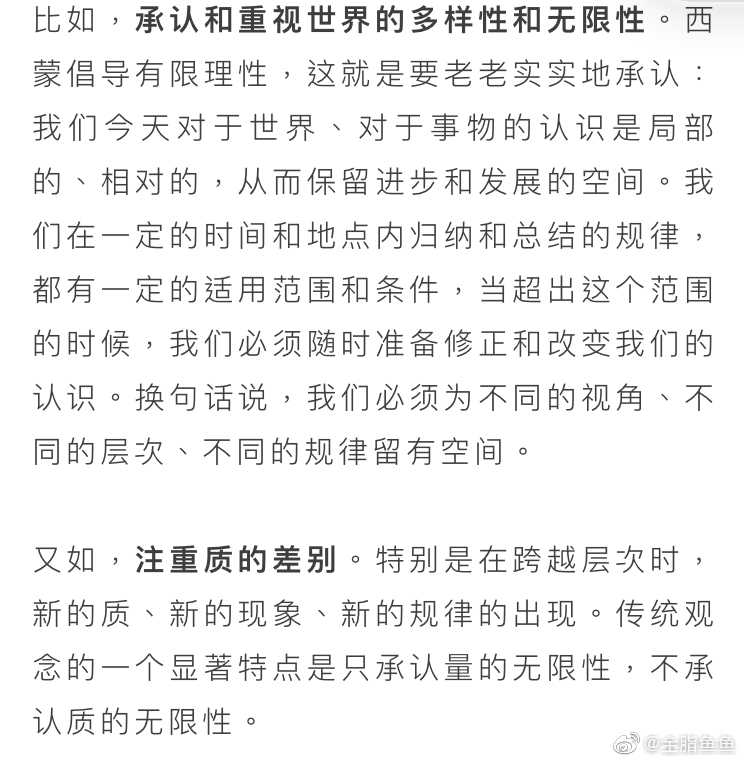 比如，承认和重视世界的多样性和无限性。西
蒙倡导有限理性，这就是要老老实实地承认：
我们今天对于世界、对于事物的认识是局部
的、相对的，从而保留进步和发展的空间。我
们在一定的时间和地点内归纳和总结的规律，
都有一定的适用范围和条件，当超出这个范围
的时候，我们必须随时准备修正和改变我们的
认识。换句话说，我们必须为不同的视角、不
同的层次、不同的规律留有空间。
又如，注重质的差别。特别是在跨越层次时，
新的质、新的现象、新的规律的出现。传统观
念的一个显著特点是只承认量的无限性，不承
认质的无限性。
@全脂鱼鱼